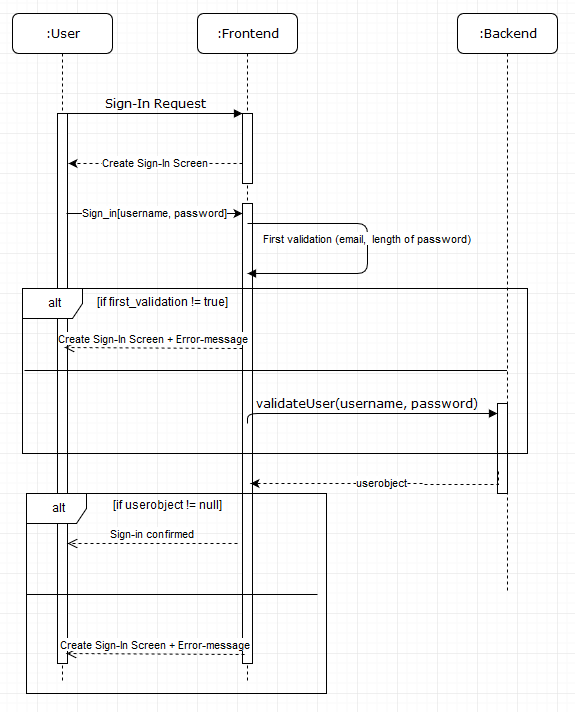 :User
:Frontend
:Backend
Sign-In Request
Create Sign-In Screen
Sign_in[username, password]
First validation (email, length of password)
alt
[if first_validation != true]
Create Sign-In Screen + Error-message
validateUser(username, password)
userobject
alt
[if userobject != null]
Sign-in confirmed
Create Sign-In Screen + Error-message